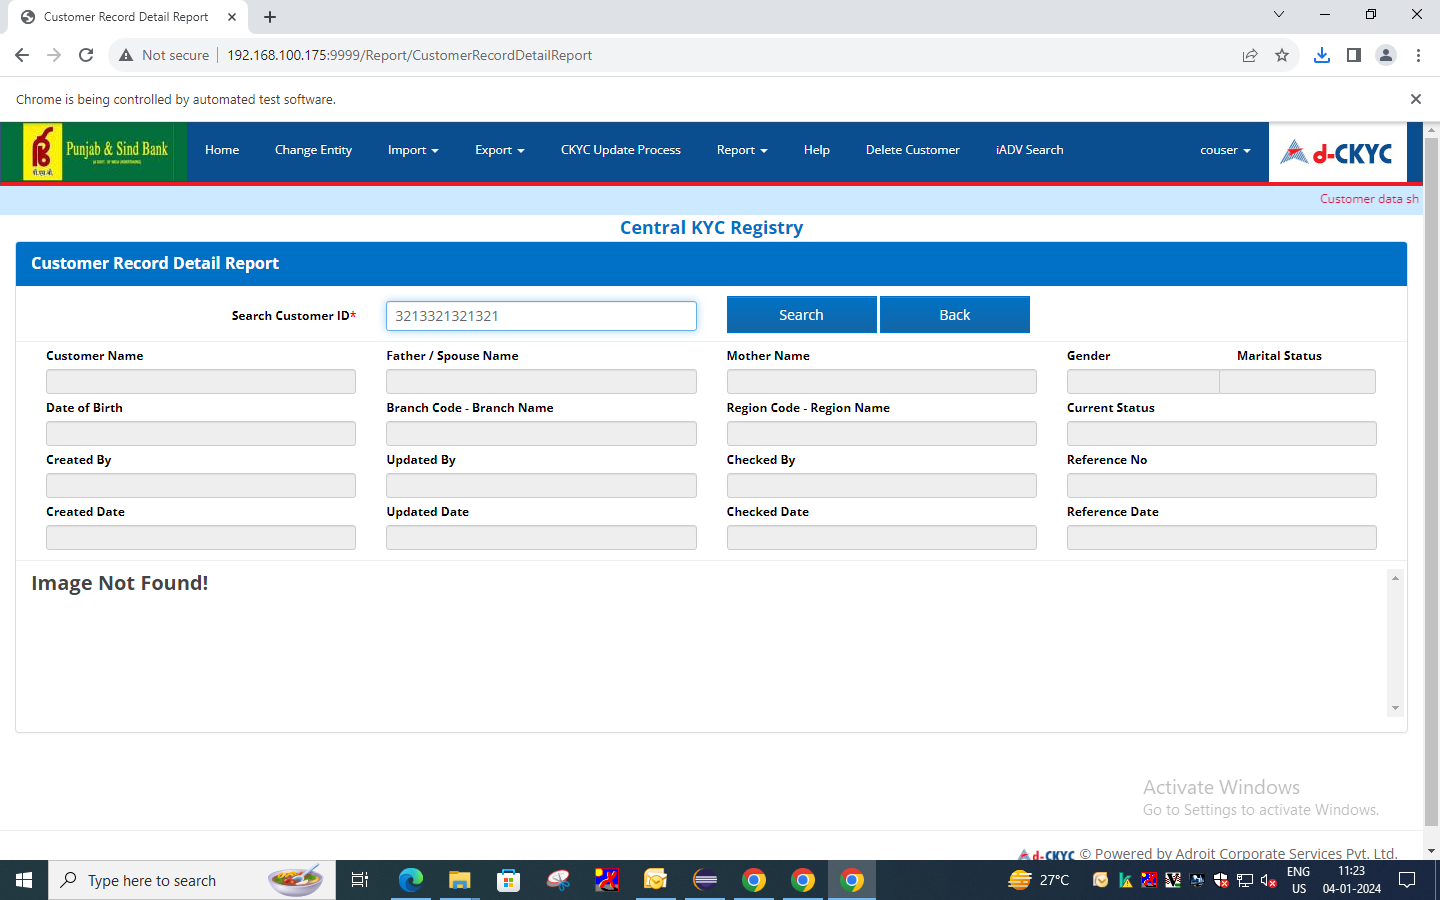 Customer Record Detail Report
Not secure
192.168.100.175:9999/Report/CustomerRecordDetailReport
Chrome is being controlled by automated test software.
पी.एस.बी.
Punjab & Sind Bank
Home
Change Entity
Import
Export
CKYC Update Process
Report
Help
Delete Customer
iADV Search
couser
d-CKYC
Customer data sh
Central KYC Registry
Customer Record Detail Report
Search Customer ID*
3213321321321
Search
Back
Customer Name
Father / Spouse Name
Mother Name
Gender
Marital Status
Date of Birth
Branch Code - Branch Name
Region Code - Region Name
Current Status
Created By
Updated By
Checked By
Reference No
Created Date
Updated Date
Checked Date
Reference Date
Image Not Found!
Activate Windows
Go to Settings to activate Windows.
d-CKYC © Powered by Adroit Corporate Services Pvt. Ltd.
Type here to search
27°C
ENG
US
11:23
04-01-2024